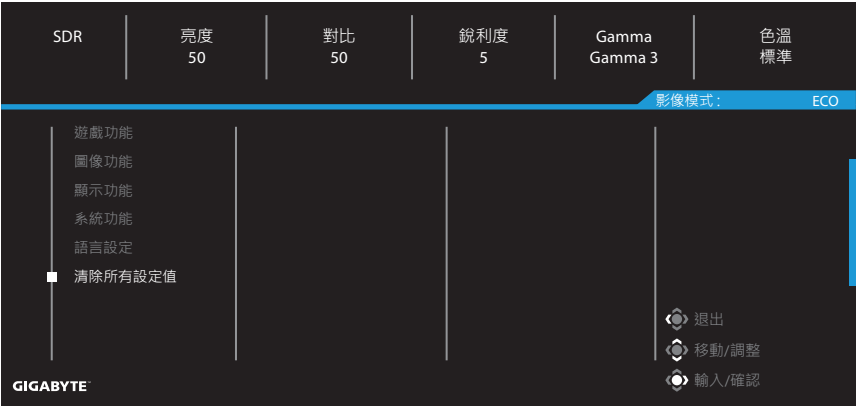 SDR 亮度 對比 銳利度 Gamma 色溫
50 50 5 Gamma 3 標準
影像模式： ECO
遊戲功能
圖像功能
顯示功能
系統功能
語言設定
清除所有設定值
退出
移動/調整
輸入/確認
GIGABYTE™